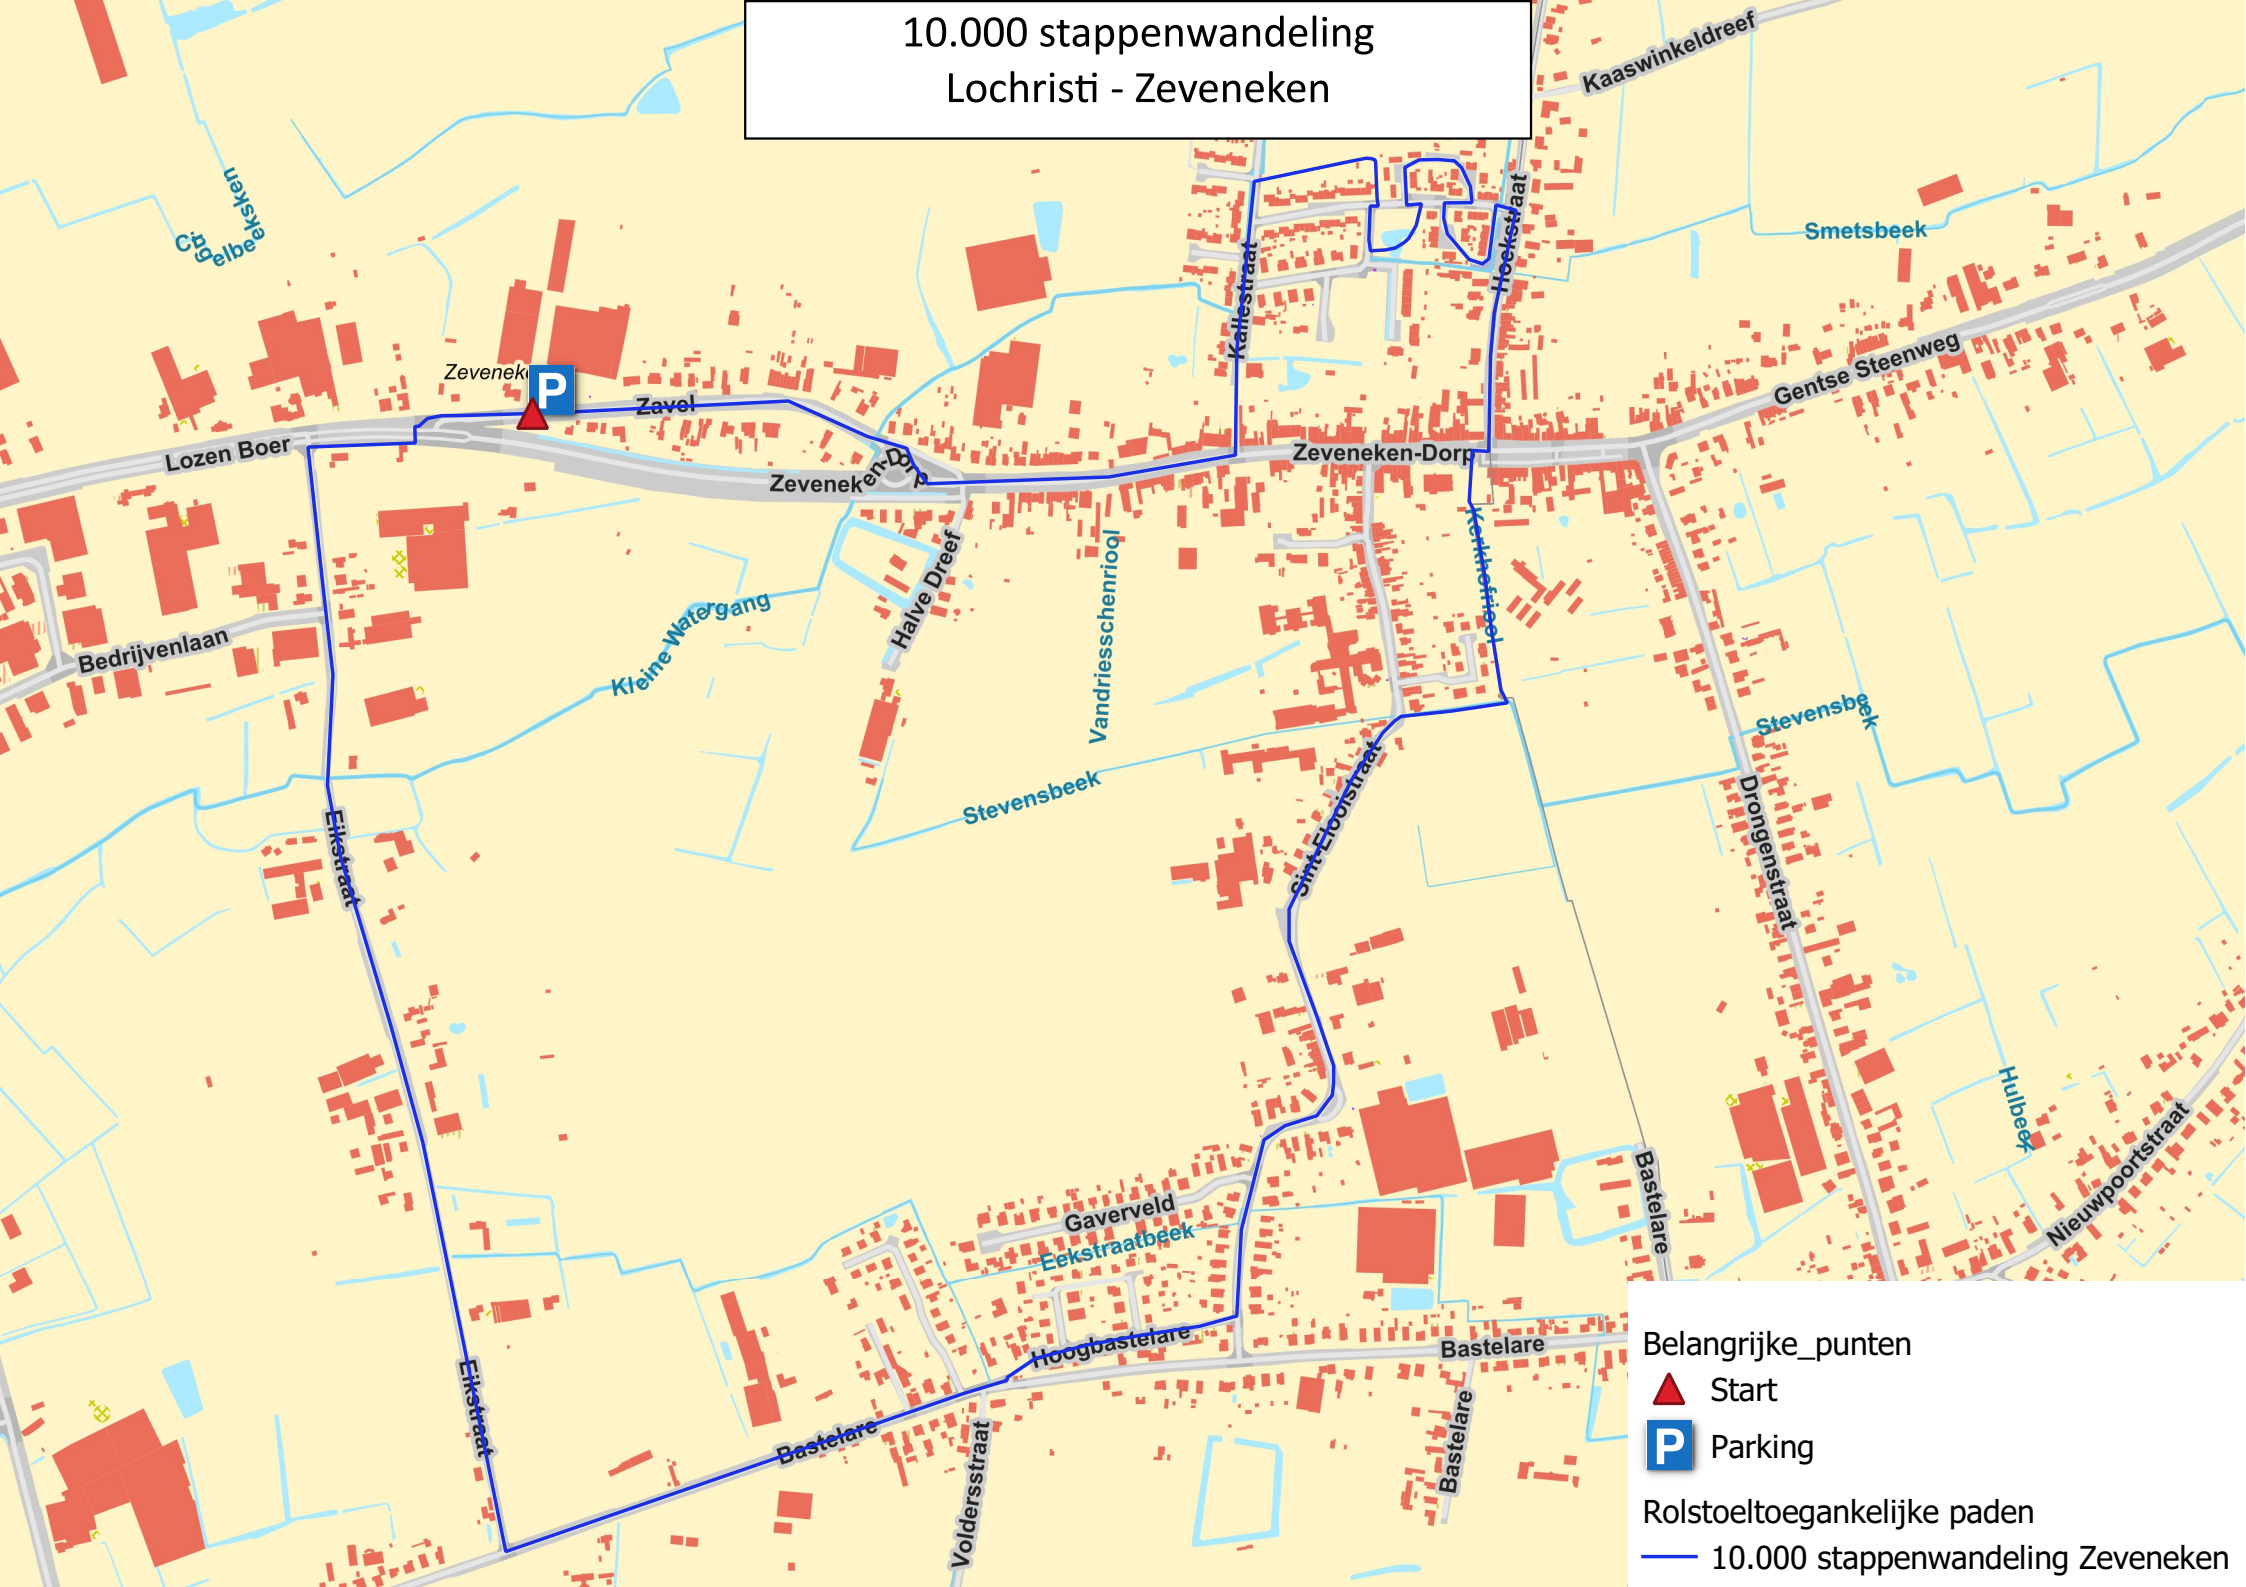 10.000 stappenwandeling
Lochristi - Zeveneken
Kaaswinkeldreef
Cingelbeeksken
Smetsbeek
Hoekstraat
Kallestraat
Gentse Steenweg
P
Zavel
Lozen Boer
Zeveneken-Dorp
Zeveneken-Dorp
Kerkhofriool
Halve Dreef
Vandriesschenriool
Kleine Watergang
Bedrijvenlaan
Stevensbeek
Stevensbeek
Sint-Elooistraat
Drongenstraat
Eikstraat
Hulbeek
Nieuwpoortstraat
Bastelare
Gaverveld
Eekstraatbeek
Hoogbastelare
Bastelare
Bastelare
Bastelare
Eikstraat
Voldersstraat
Belangrijke_punten
Start
P Parking
Rolstoeltoegankelijke paden
10.000 stappenwandeling Zeveneken